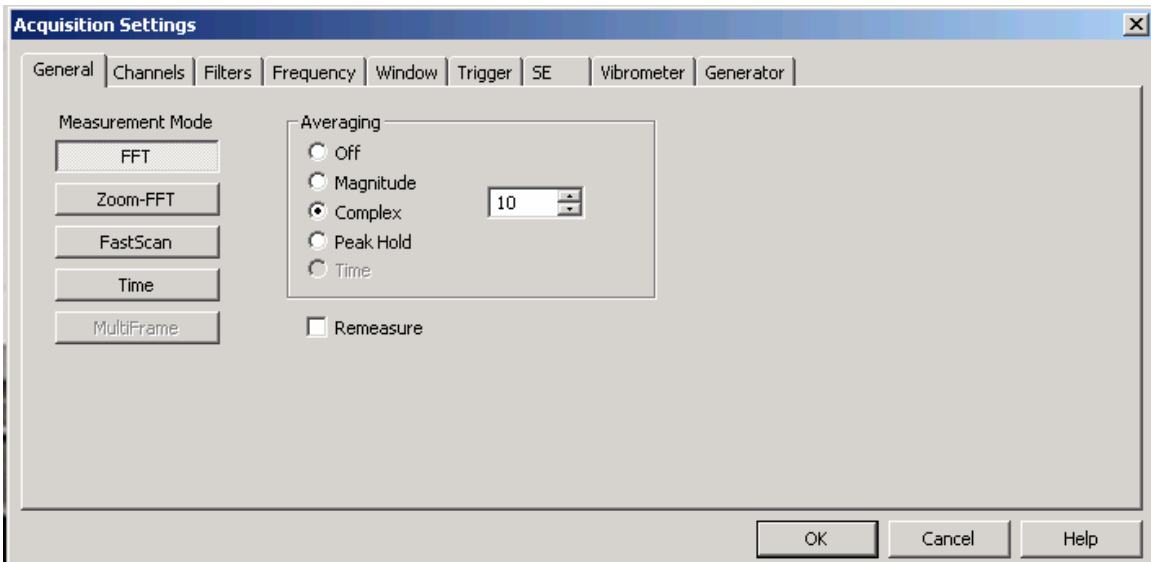 Acquisition Settings
General Channels Filters Frequency Window Trigger SE Vibrometer Generator
Measurement Mode
FFT
Zoom-FFT
FastScan
Time
MultiFrame
Averaging
Off
Magnitude
Complex
Peak Hold
Time
10
Remeasure
OK Cancel Help